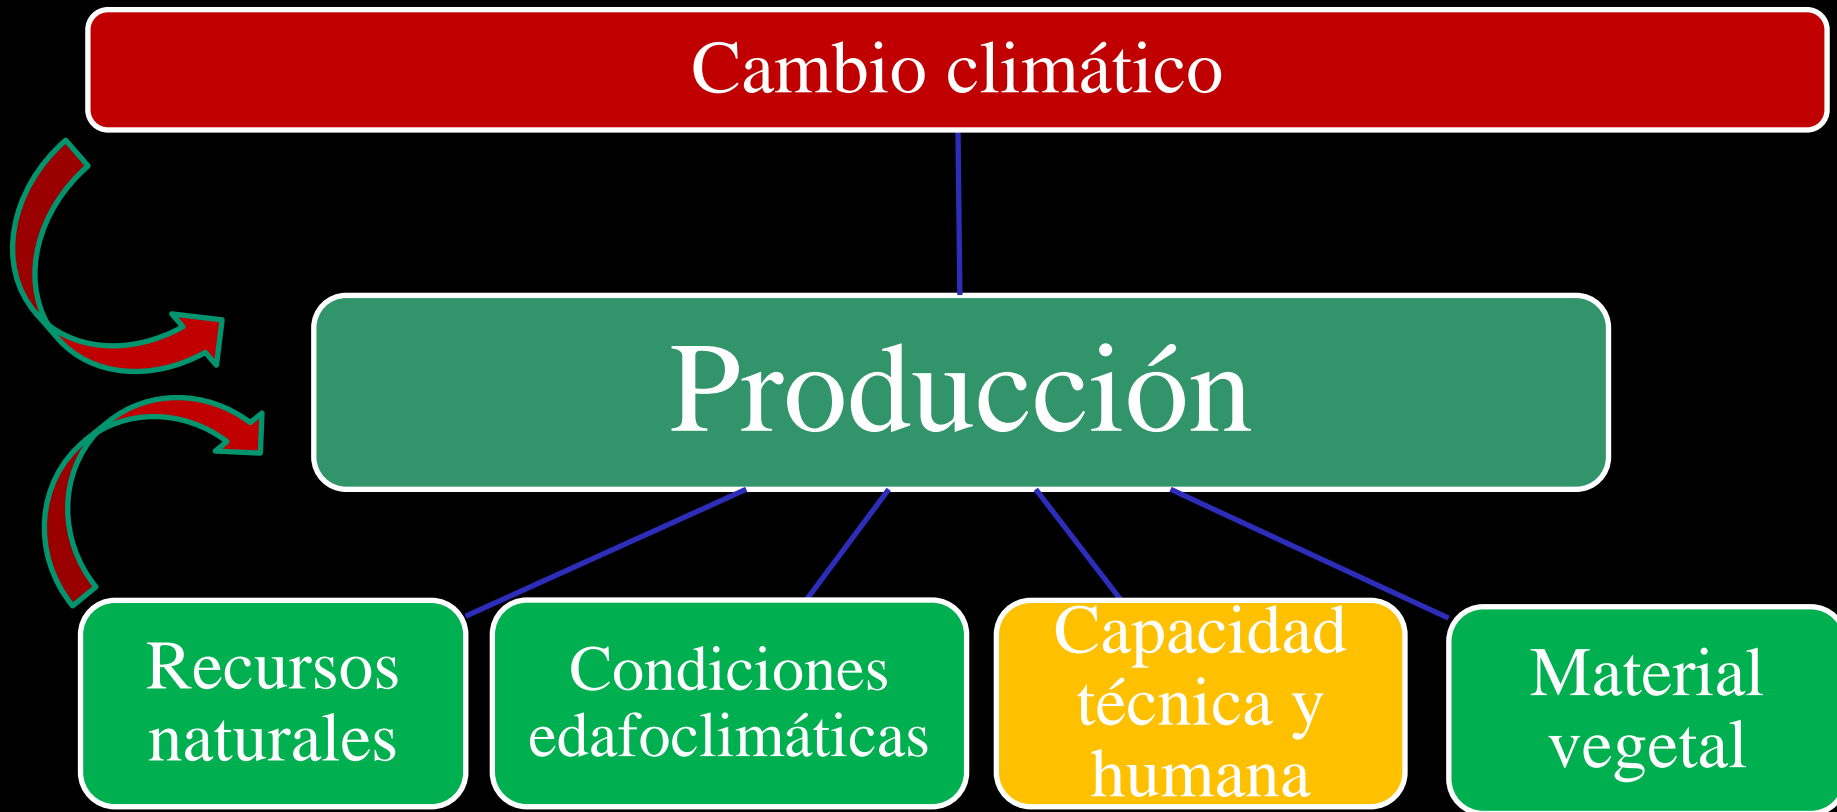 Cambio climático
Producción
Recursos
naturales
Condiciones
edafoclimáticas
Capacidad
técnica y
humana
Material
vegetal